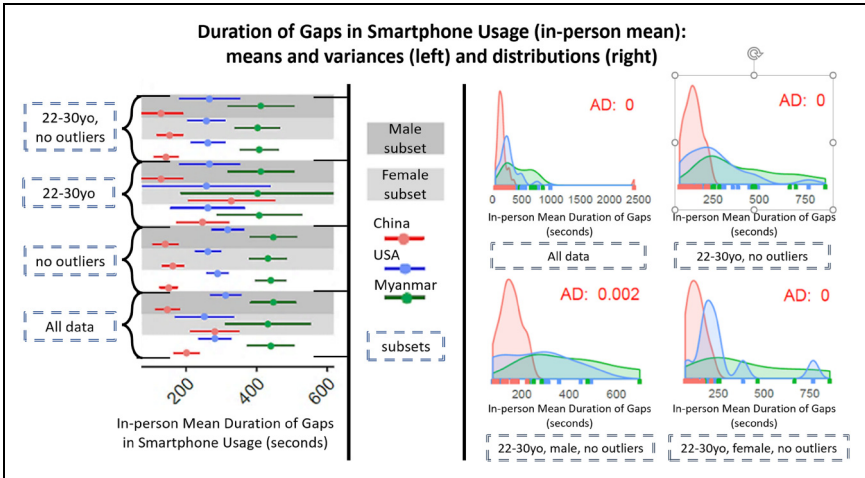 Duration of Gaps in Smartphone Usage (in-person mean):
means and variances (left) and distributions (right)
22-30yo,
no outliers
22-30yo
no outliers
All data
200
400
600
In-person Mean Duration of Gaps
in Smartphone Usage (seconds)
Male
subset
Female
subset
China
USA
Myanmar
subsets
AD: 0
0 500 1000 1500 2000 2500
In-person Mean Duration of Gaps
(seconds)
All data
AD: 0
250 500 750
In-person Mean Duration of Gaps
(seconds)
22-30yo, no outliers
AD: 0.002
200 400 600
In-person Mean Duration of Gaps
(seconds)
22-30yo, male, no outliers
AD: 0
250 500 750
In-person Mean Duration of Gaps
(seconds)
22-30yo, female, no outliers